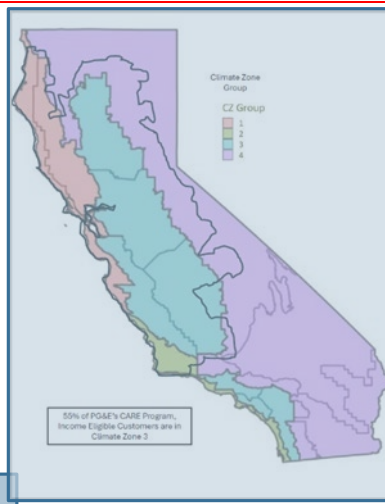 Climate Zone
Group
CZ Group
1
2
3
4
55% of PG&E's CARE Program,
Income Eligible Customers are in
Climate Zone 3